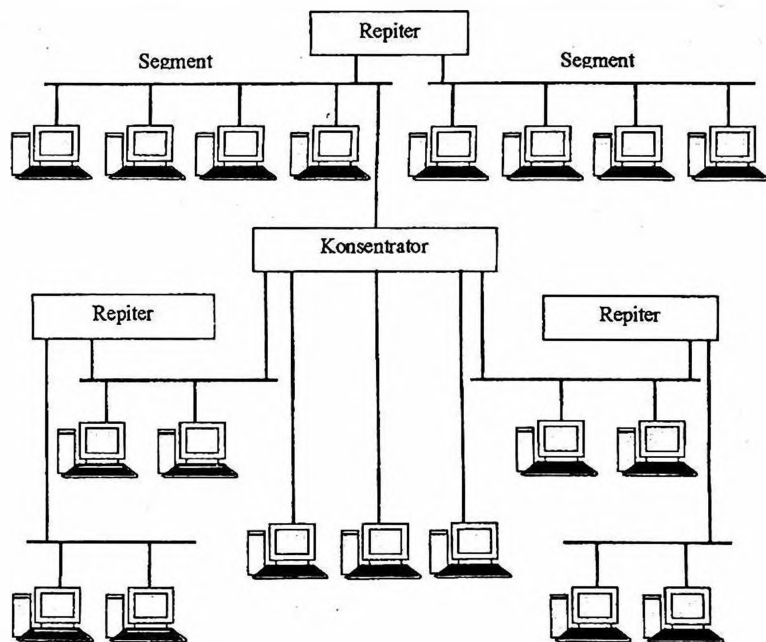 Repiter
Segment
Segment
Konsentrator
Repiter
Repiter